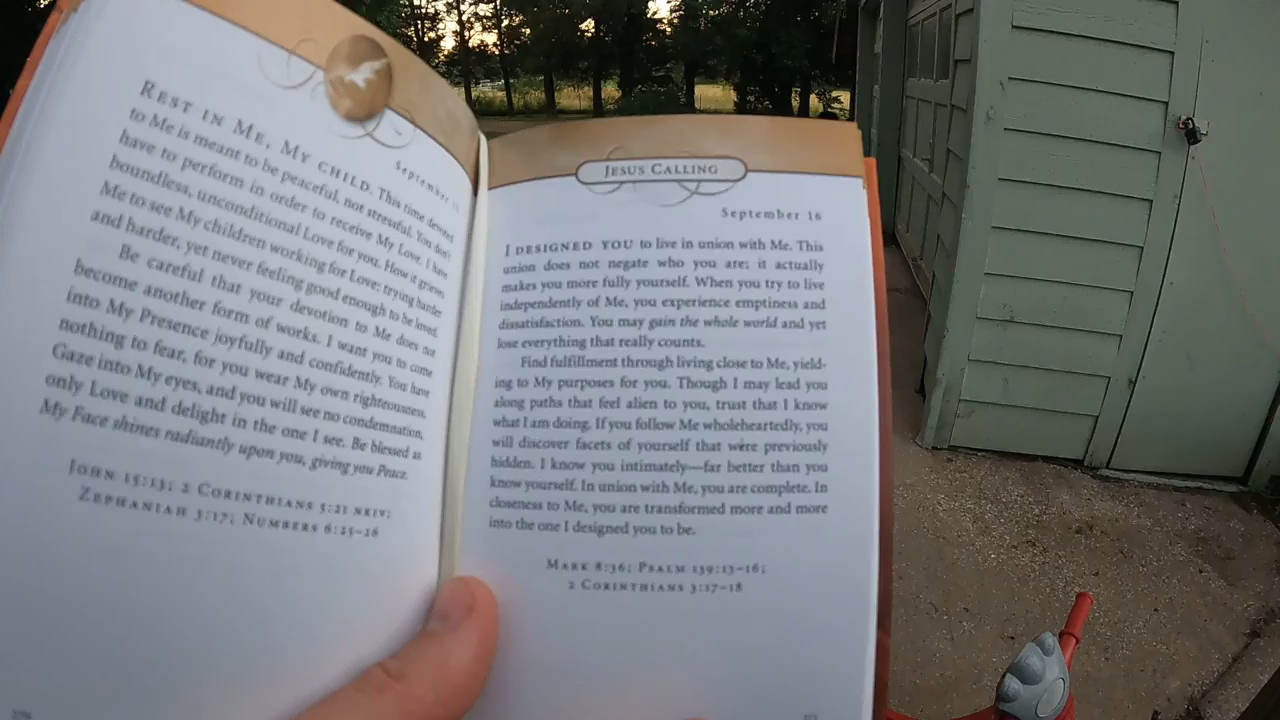 September 15
REST IN ME, MY CHILD. This time devoted
to Me is meant to be peaceful, not stressful. You don't
have to perform in order to receive My Love. I have
boundless, unconditional Love for you. How it grieves
Me to see My children working for Love: trying harder
and harder, yet never feeling good enough to be loved.
Be careful that your devotion to Me does not
become another form of works. I want you to come
into My Presence joyfully and confidently. You have
nothing to fear, for you wear My own righteousness.
Gaze into My eyes, and you will see no condemnation,
only Love and delight in the one I see. Be blessed as
My Face shines radiantly upon you, giving you Peace.
JOHN 15:13; 2 CORINTHIANS 5:21 NKJV;
ZEPHANIAH 3:17; NUMBERS 6:25–26
JESUS CALLING
September 16
I DESIGNED YOU to live in union with Me. This
union does not negate who you are; it actually
makes you more fully yourself. When you try to live
independently of Me, you experience emptiness and
dissatisfaction. You may gain the whole world and yet
lose everything that really counts.
Find fulfillment through living close to Me, yield-
ing to My purposes for you. Though I may lead you
along paths that feel alien to you, trust that I know
what I am doing. If you follow Me wholeheartedly, you
will discover facets of yourself that were previously
hidden. I know you intimately—far better than you
know yourself. In union with Me, you are complete. In
closeness to Me, you are transformed more and more
into the one I designed you to be.
MARK 8:36; PSALM 139:13–16;
2 CORINTHIANS 3:17–18